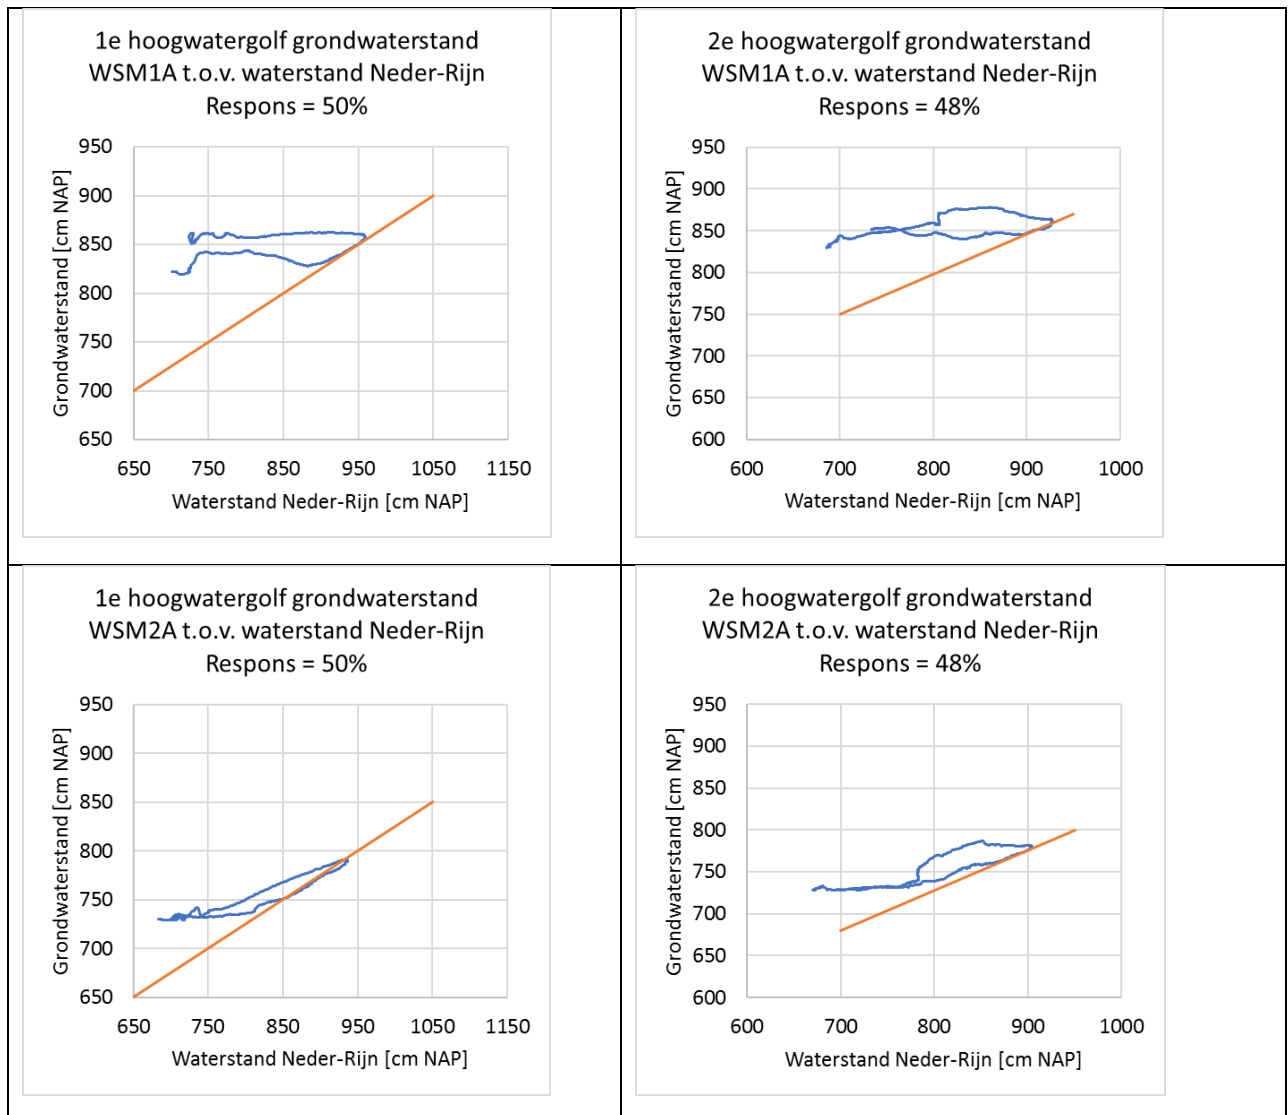 1e hoogwatergolf grondwaterstand
WSM1A t.o.v. waterstand Neder-Rijn
Respons = 50%
950
900
850
800
750
700
650
Grondwaterstand [cm NAP]
650 750 850 950 1050 1150
Waterstand Neder-Rijn [cm NAP]
2e hoogwatergolf grondwaterstand
WSM1A t.o.v. waterstand Neder-Rijn
Respons = 48%
950
900
850
800
750
700
650
600
Grondwaterstand [cm NAP]
600 700 800 900 1000
Waterstand Neder-Rijn [cm NAP]
1e hoogwatergolf grondwaterstand
WSM2A t.o.v. waterstand Neder-Rijn
Respons = 50%
950
900
850
800
750
700
650
Grondwaterstand [cm NAP]
650 750 850 950 1050 1150
Waterstand Neder-Rijn [cm NAP]
2e hoogwatergolf grondwaterstand
WSM2A t.o.v. waterstand Neder-Rijn
Respons = 48%
950
900
850
800
750
700
650
600
Grondwaterstand [cm NAP]
600 700 800 900 1000
Waterstand Neder-Rijn [cm NAP]